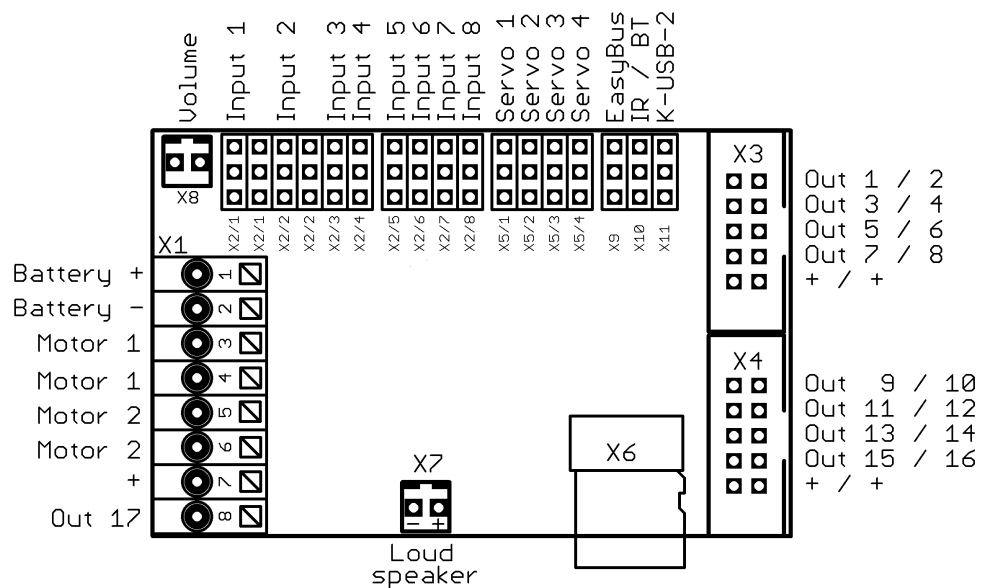 Volume
Input 1
Input 2
Input 3
Input 4
Input 5
Input 6
Input 7
Input 8
Servo 1
Servo 2
Servo 3
Servo 4
EasyBus
IR / BT
K-USB-2
X8
X2/1
X2/1
X2/2
X2/2
X2/3
X2/4
X2/5
X2/6
X2/7
X2/8
X5/1
X5/2
X5/3
X5/4
X9
X10
X11
X3
Out 1 / 2
Out 3 / 4
Out 5 / 6
Out 7 / 8
+ / +
X1
Battery + 1
Battery - 2
Motor 1 3
Motor 1 4
Motor 2 5
Motor 2 6
+ 7
Out 17 8
X4
Out 9 / 10
Out 11 / 12
Out 13 / 14
Out 15 / 16
+ / +
X6
X7
- +
Loud
speaker